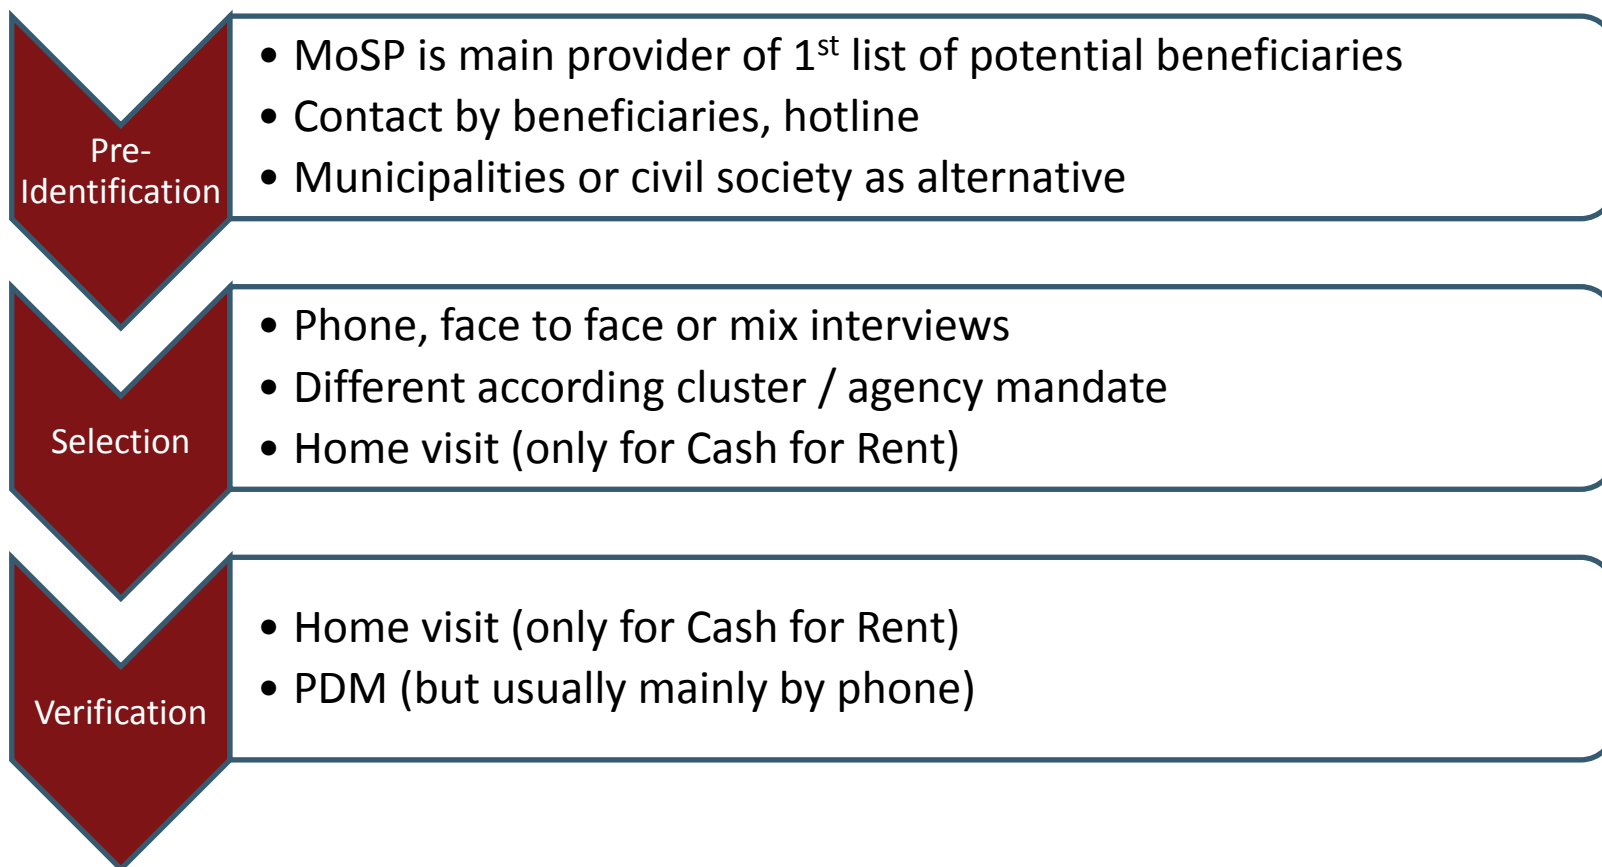 Pre-
Identification
• MoSP is main provider of 1st list of potential beneficiaries
• Contact by beneficiaries, hotline
• Municipalities or civil society as alternative
Selection
• Phone, face to face or mix interviews
• Different according cluster / agency mandate
• Home visit (only for Cash for Rent)
Verification
• Home visit (only for Cash for Rent)
• PDM (but usually mainly by phone)